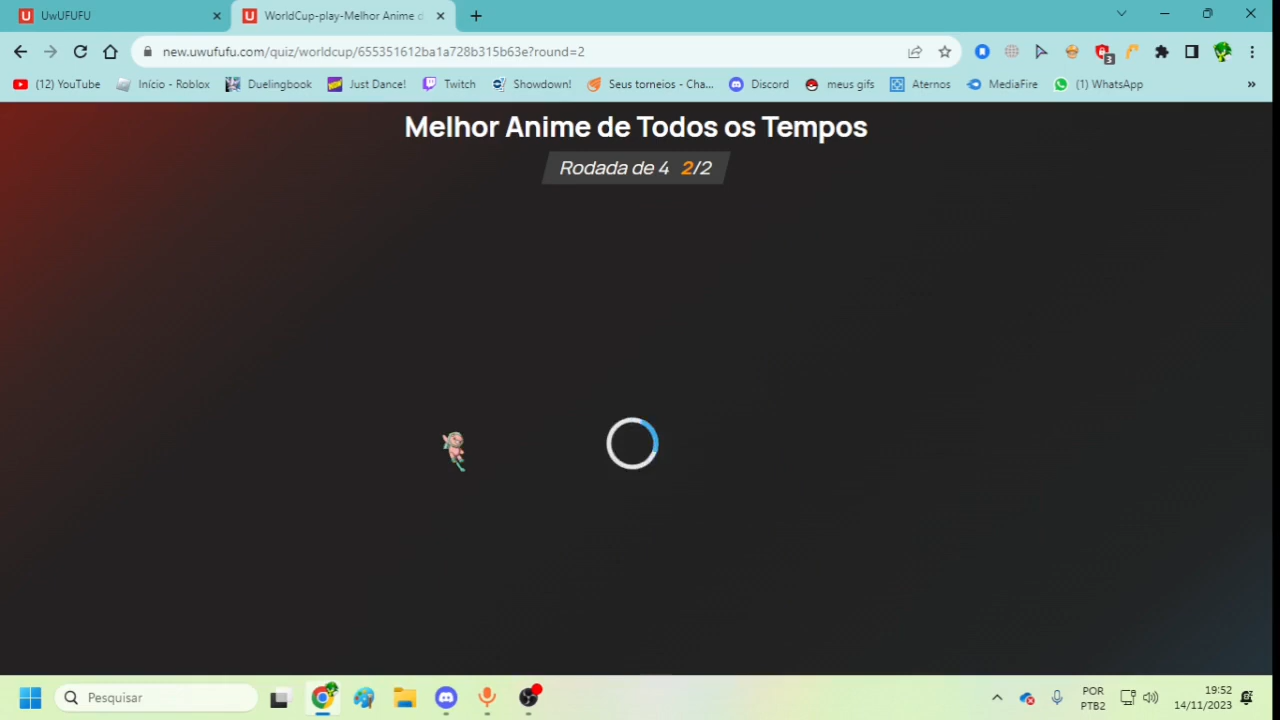 UwUFUFU
WorldCup-play-Melhor Anime d
new.uwufufu.com/quiz/worldcup/655351612ba1a728b315b63e?round=2
3
(12) YouTube
Início - Roblox
Duelingbook
Just Dance!
Twitch
Showdown!
Seus torneios - Cha...
Discord
meus gifs
Aternos
MediaFire
(1) WhatsApp
»
Melhor Anime de Todos os Tempos
Rodada de 4 2/2
Pesquisar
POR
PTB2
19:52
14/11/2023